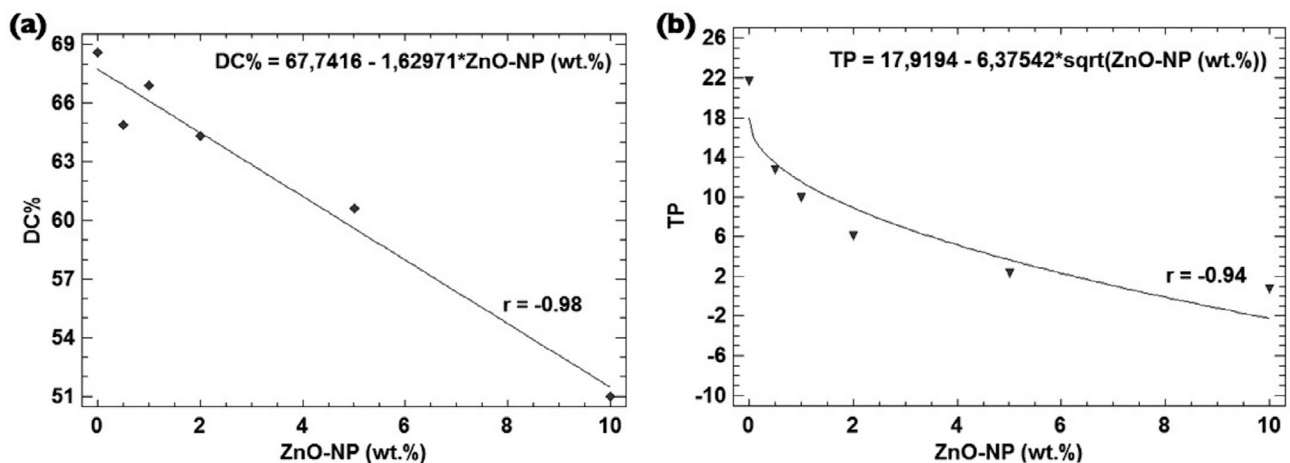 (a)
DC% = 67,7416 - 1,62971*ZnO-NP (wt.%)
69
66
63
60
57
54
51
DC%
r = -0.98
0 2 4 6 8 10
ZnO-NP (wt.%)
(b)
TP = 17,9194 - 6,37542*sqrt(ZnO-NP (wt.%))
26
22
18
14
10
6
2
-2
-6
-10
TP
r = -0.94
0 2 4 6 8 10
ZnO-NP (wt.%)